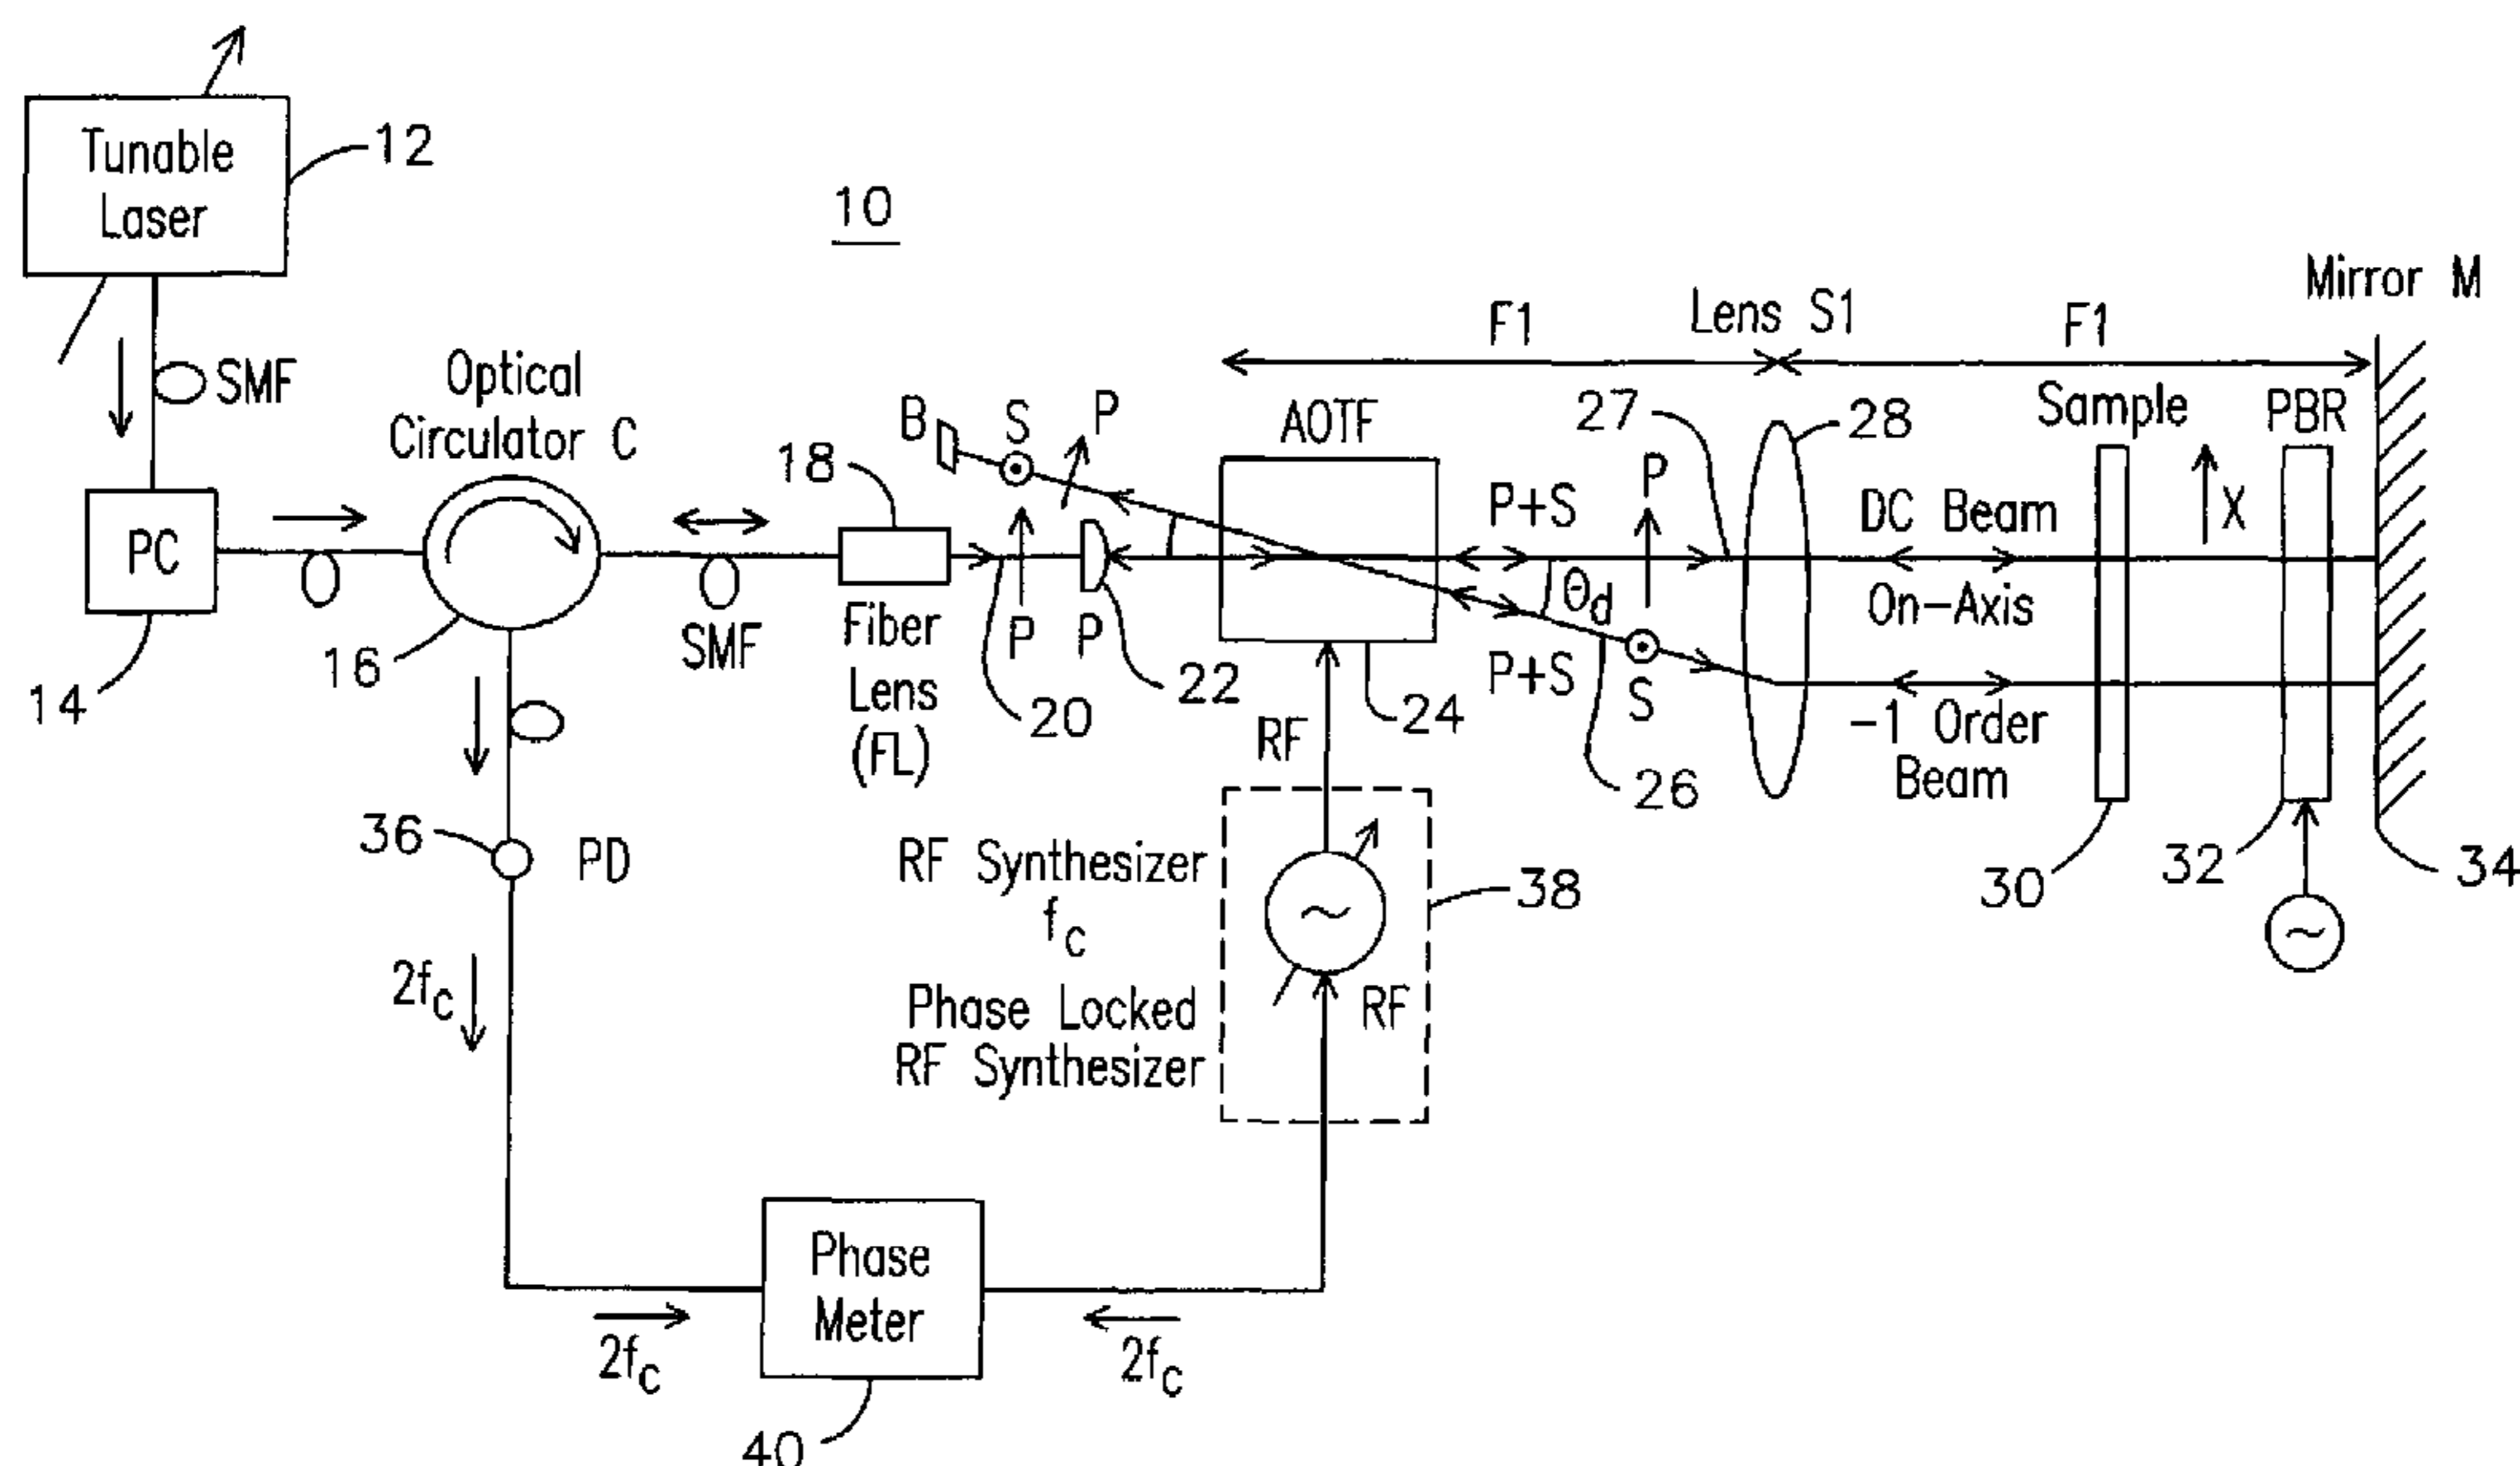 Tunable
Laser
12
10
SMF
Optical
Circulator C
PC
14
16
SMF
18
Fiber
Lens
(FL)
B
S
P
P
P
20
22
AOTF
24
RF
P+S
P+S
θd
P
S
26
27
F1
Lens S1
F1
28
Mirror M
Sample
PBR
DC Beam
On-Axis
X
-1 Order
Beam
30
32
34
36
PD
2fc
RF Synthesizer
fc
Phase Locked
RF Synthesizer
RF
38
Phase
Meter
2fc
2fc
40